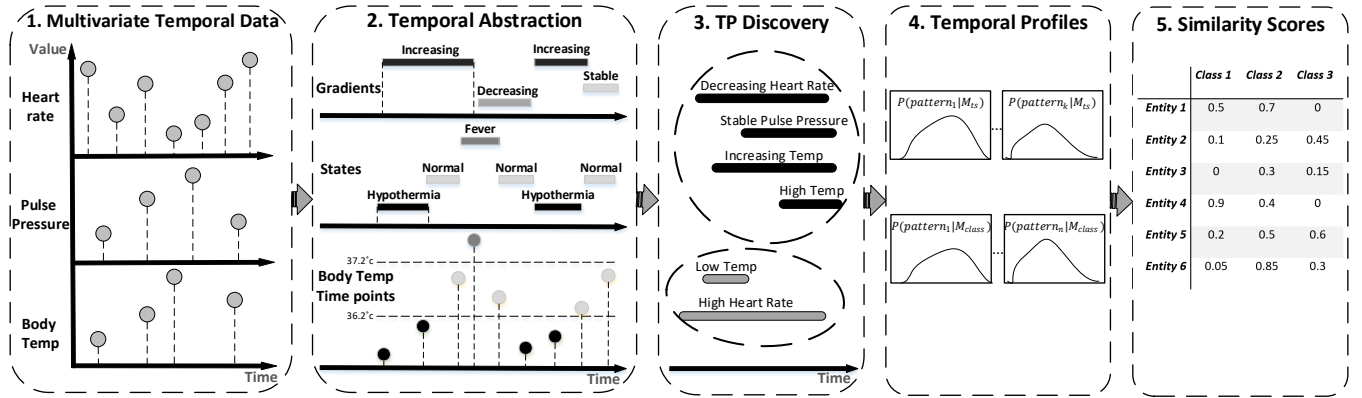 1. Multivariate Temporal Data
Value
Heart
rate
Pulse
Pressure
Body
Temp
Time
2. Temporal Abstraction
Increasing
Increasing
Stable
Gradients
Decreasing
Fever
States
Normal
Normal
Normal
Hypothermia
Hypothermia
37.2°c
Body Temp
Time points
36.2°c
Time
3. TP Discovery
Decreasing Heart Rate
Stable Pulse Pressure
Increasing Temp
High Temp
Low Temp
High Heart Rate
Time
4. Temporal Profiles
P(pattern₁|M_ts) ... P(pattern_k|M_ts)
P(pattern₁|M_class) ... P(pattern_n|M_class)
5. Similarity Scores
Class 1 Class 2 Class 3
Entity 1 0.5 0.7 0
Entity 2 0.1 0.25 0.45
Entity 3 0 0.3 0.15
Entity 4 0.9 0.4 0
Entity 5 0.2 0.5 0.6
Entity 6 0.05 0.85 0.3